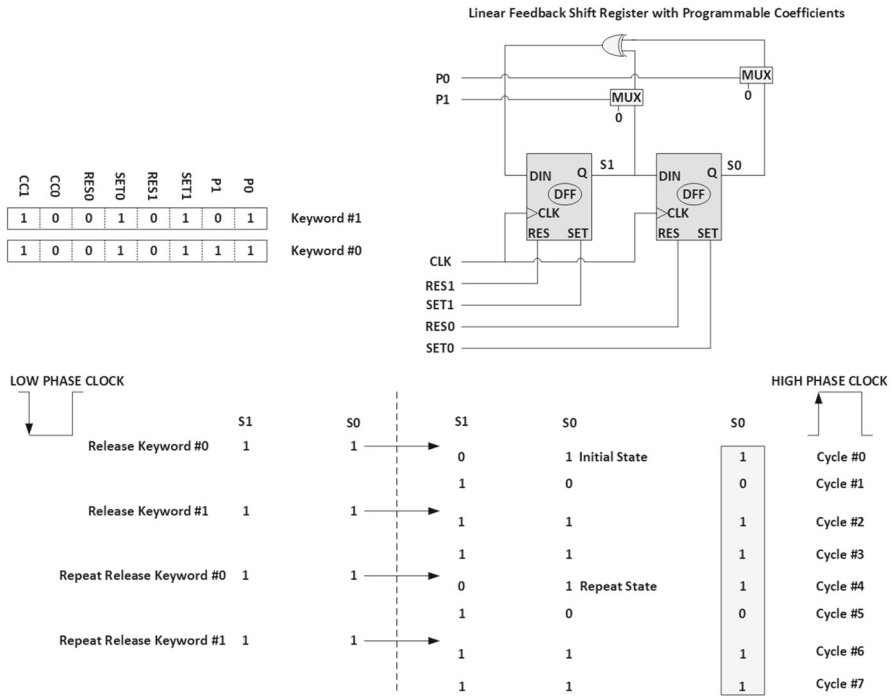 Linear Feedback Shift Register with Programmable Coefficients
P0
P1
MUX
0
MUX
0
S1
S0
DIN Q
DFF
CLK
RES SET
DIN Q
DFF
CLK
RES SET
CLK
RES1
SET1
RES0
SET0
CC1 CC0 RES0 SET0 RES1 SET1 P1 P0
1 0 0 1 0 1 0 1 Keyword #1
1 0 0 1 0 1 1 1 Keyword #0
LOW PHASE CLOCK
HIGH PHASE CLOCK
S1 S0 S1 S0 S0
Release Keyword #0 1 1
0 1 Initial State 1 Cycle #0
1 0 0 Cycle #1
Release Keyword #1 1 1
1 1 1 Cycle #2
1 1 1 Cycle #3
Repeat Release Keyword #0 1 1
0 1 Repeat State 1 Cycle #4
1 0 0 Cycle #5
Repeat Release Keyword #1 1 1
1 1 1 Cycle #6
1 1 1 Cycle #7